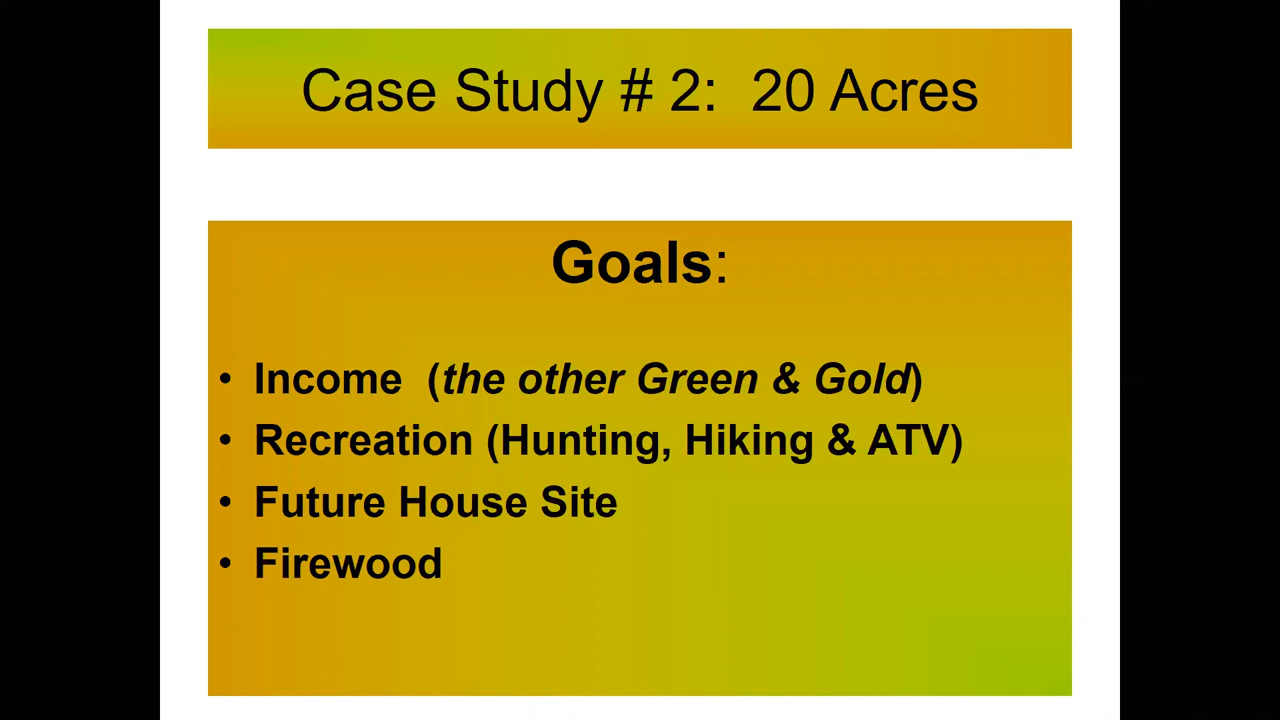 Case Study # 2:  20 Acres
Goals:
• Income  (the other Green & Gold)
• Recreation (Hunting, Hiking & ATV)
• Future House Site
• Firewood